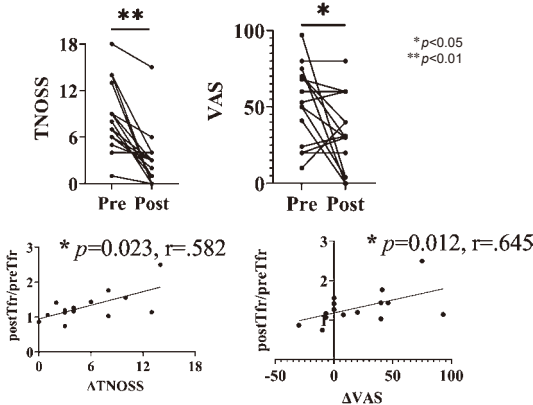 **
*
*p<0.05
**p<0.01
TNOSS
18
12
6
0
Pre Post
VAS
100
50
0
Pre Post
* p=0.023, r=.582
postTfr/preTfr
3
2
1
0
0 6 12 18
ΔTNOSS
* p=0.012, r=.645
postTfr/preTfr
3
2
1
-50 0 50 100
ΔVAS